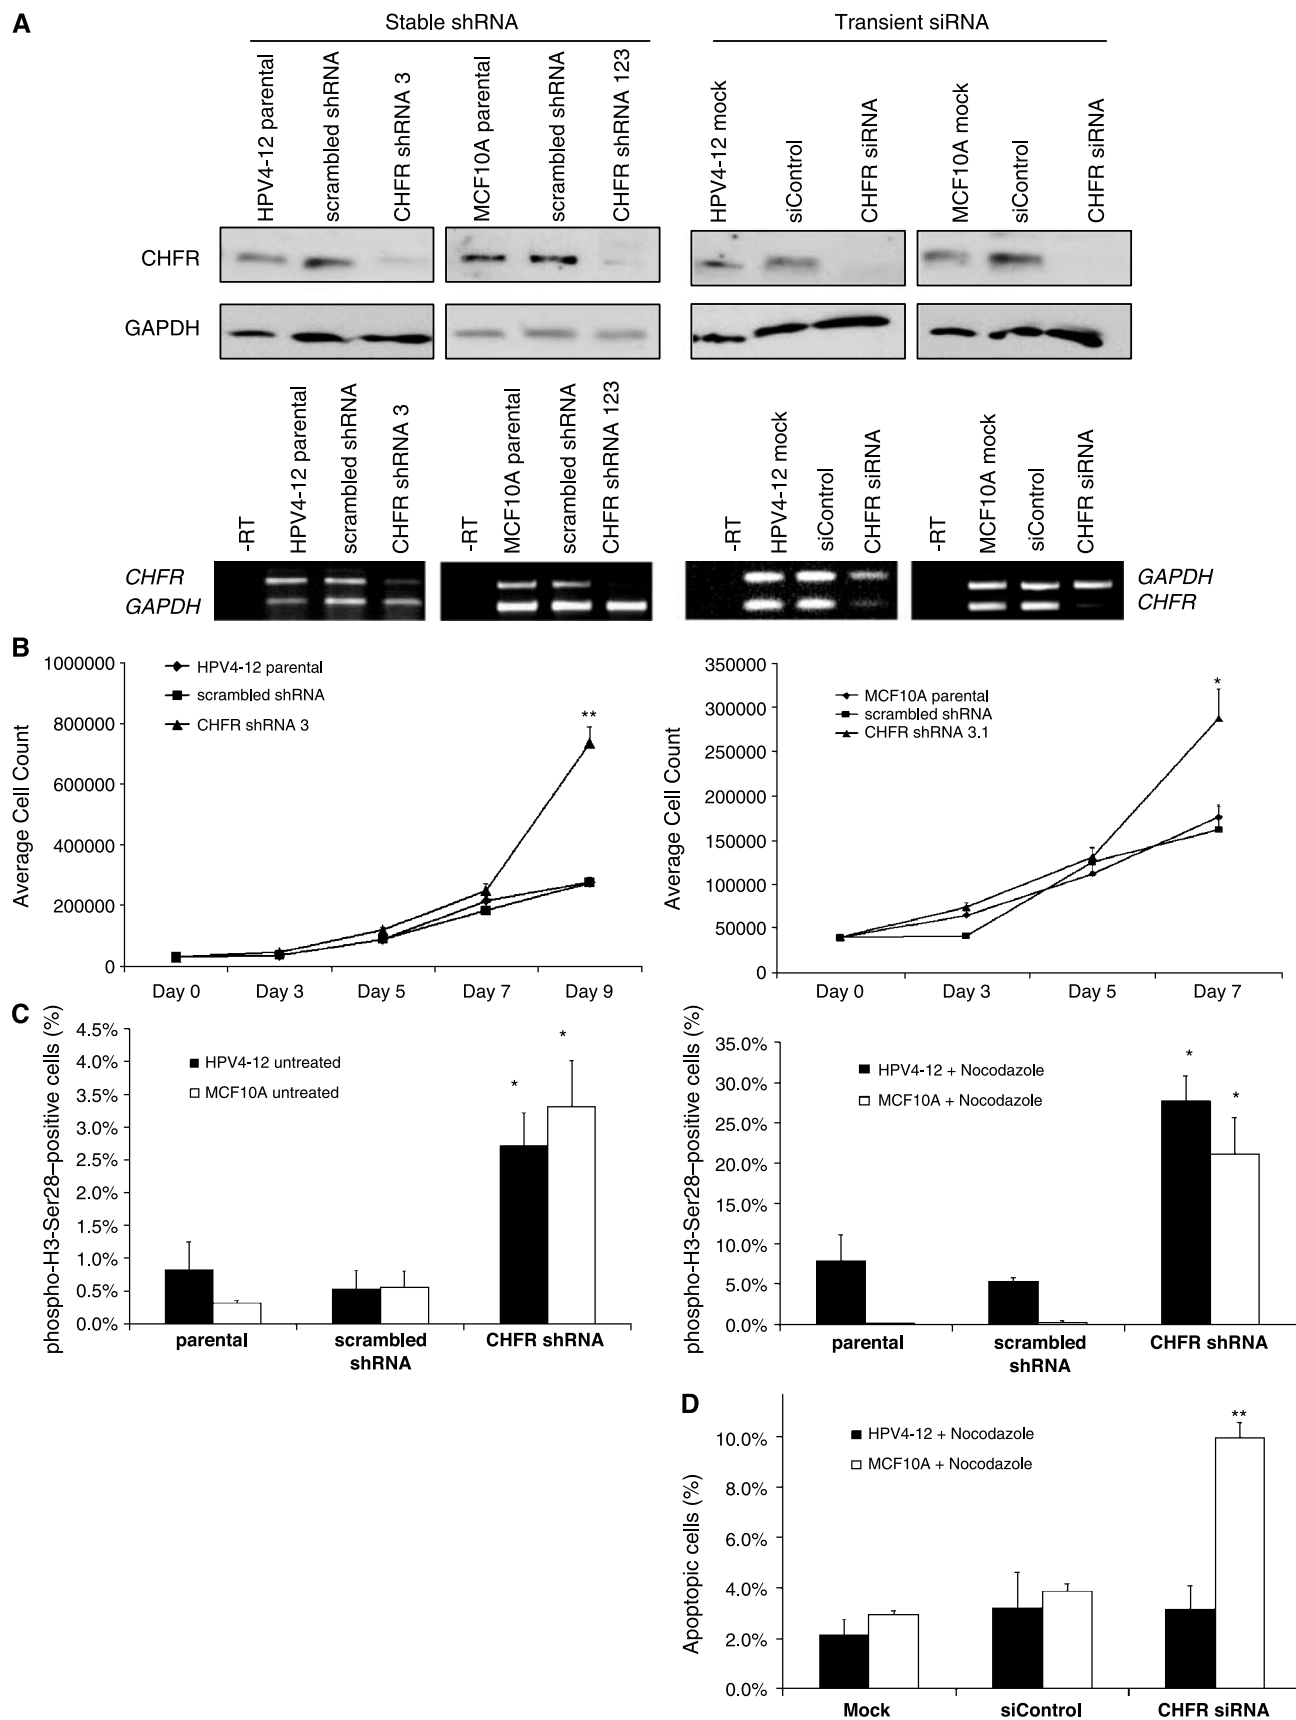 A
Stable shRNA
Transient siRNA
HPV4-12 parental
scrambled shRNA
CHFR shRNA 3
MCF10A parental
scrambled shRNA
CHFR shRNA 123
HPV4-12 mock
siControl
CHFR siRNA
MCF10A mock
siControl
CHFR siRNA
CHFR
GAPDH
-RT
HPV4-12 parental
scrambled shRNA
CHFR shRNA 3
-RT
MCF10A parental
scrambled shRNA
CHFR shRNA 123
-RT
HPV4-12 mock
siControl
CHFR siRNA
-RT
MCF10A mock
siControl
CHFR siRNA
CHFR
GAPDH
GAPDH
CHFR
B
Average Cell Count
1000000
800000
600000
400000
200000
0
HPV4-12 parental
scrambled shRNA
CHFR shRNA 3
**
Day 0
Day 3
Day 5
Day 7
Day 9
Average Cell Count
350000
300000
250000
200000
150000
100000
50000
0
MCF10A parental
scrambled shRNA
CHFR shRNA 3.1
*
Day 0
Day 3
Day 5
Day 7
C
phospho-H3-Ser28–positive cells (%)
4.5%
4.0%
3.5%
3.0%
2.5%
2.0%
1.5%
1.0%
0.5%
0.0%
HPV4-12 untreated
MCF10A untreated
*
*
parental
scrambled
shRNA
CHFR shRNA
phospho-H3-Ser28–positive cells (%)
35.0%
30.0%
25.0%
20.0%
15.0%
10.0%
5.0%
0.0%
HPV4-12 + Nocodazole
MCF10A + Nocodazole
*
*
parental
scrambled
shRNA
CHFR shRNA
D
Apoptopic cells (%)
10.0%
8.0%
6.0%
4.0%
2.0%
0.0%
HPV4-12 + Nocodazole
MCF10A + Nocodazole
**
Mock
siControl
CHFR siRNA